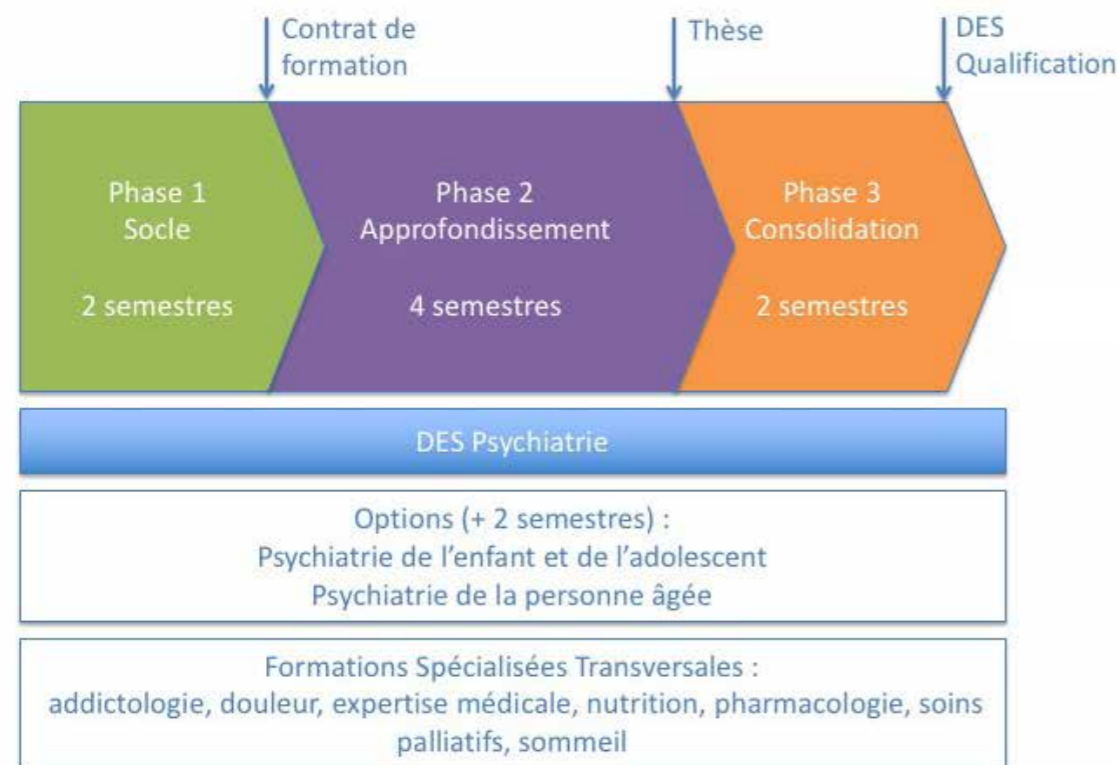 Contrat de
formation
Thèse
DES
Qualification
Phase 1
Socle
2 semestres
Phase 2
Approfondissement
4 semestres
Phase 3
Consolidation
2 semestres
DES Psychiatrie
Options (+ 2 semestres) :
Psychiatrie de l'enfant et de l'adolescent
Psychiatrie de la personne âgée
Formations Spécialisées Transversales :
addictologie, douleur, expertise médicale, nutrition, pharmacologie, soins
palliatifs, sommeil